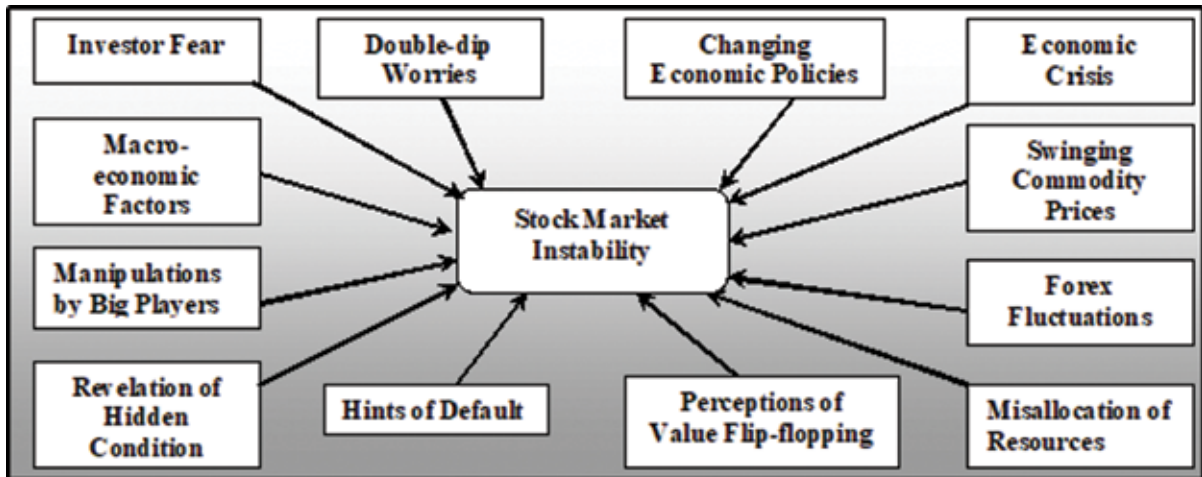 Investor Fear
Double-dip
Worries
Changing
Economic Policies
Economic
Crisis
Macro-
economic
Factors
Swinging
Commodity
Prices
Stock Market
Instability
Manipulations
by Big Players
Forex
Fluctuations
Revelation of
Hidden
Condition
Hints of Default
Perceptions of
Value Flip-flopping
Misallocation of
Resources